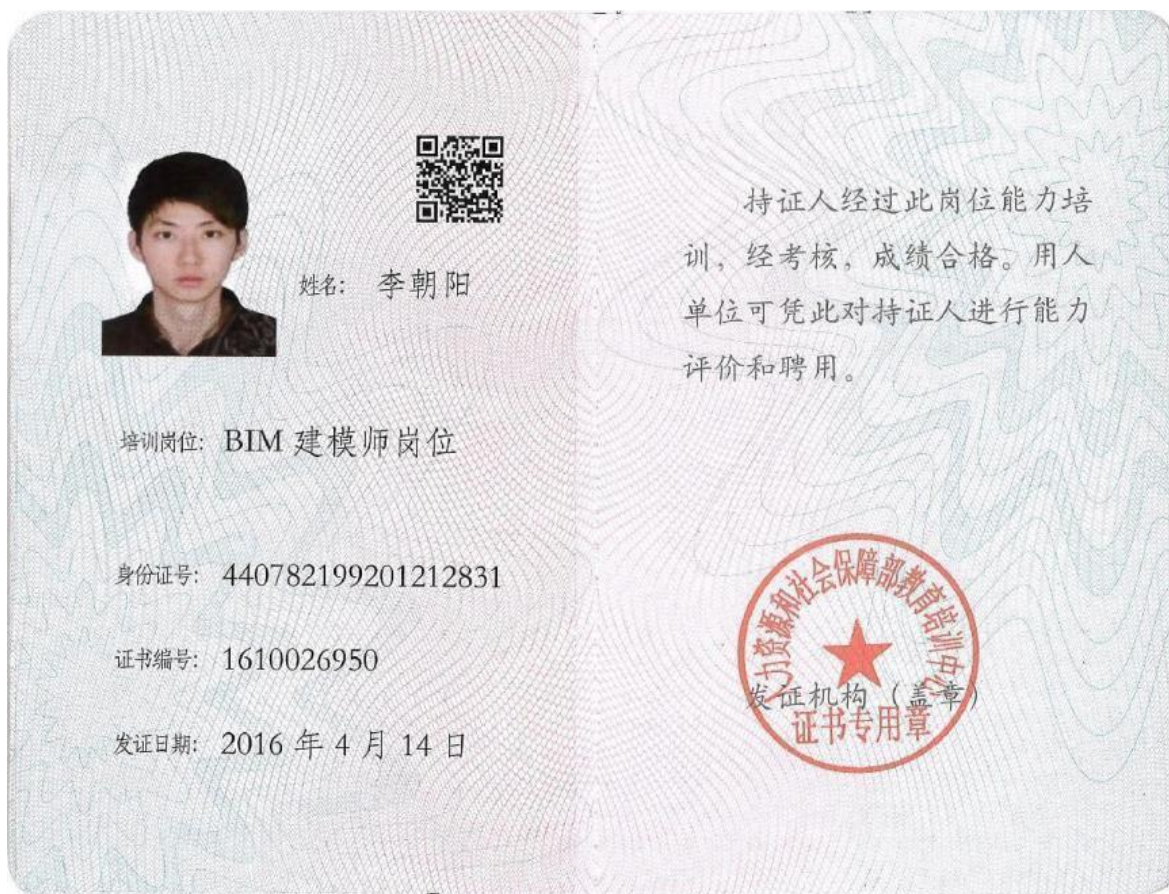 姓名： 李朝阳
培训岗位： BIM 建模师岗位
身份证号： 440782199201212831
证书编号： 1610026950
发证日期： 2016 年 4 月 14 日
持证人经过此岗位能力培
训，经考核，成绩合格。用人
单位可凭此对持证人进行能力
评价和聘用。
人力资源和社会保障部教育培训中心
发证机构（盖章）
证书专用章